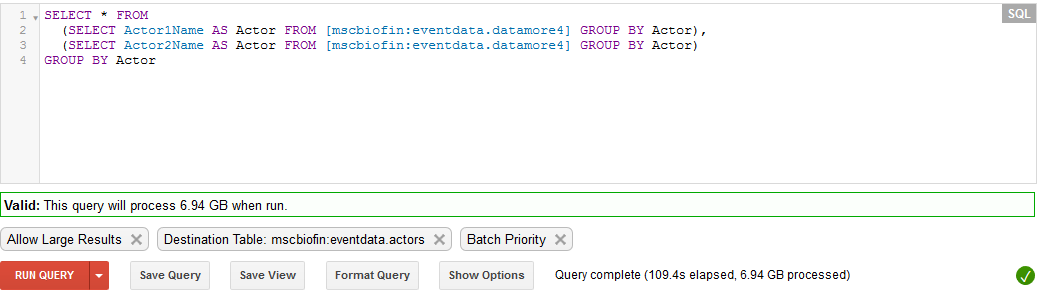 SQL
1 SELECT * FROM
2 (SELECT Actor1Name AS Actor FROM [mscbiofin:eventdata.datamore4] GROUP BY Actor),
3 (SELECT Actor2Name AS Actor FROM [mscbiofin:eventdata.datamore4] GROUP BY Actor)
4 GROUP BY Actor
Valid: This query will process 6.94 GB when run.
Allow Large Results Destination Table: mscbiofin:eventdata.actors Batch Priority
RUN QUERY Save Query Save View Format Query Show Options Query complete (109.4s elapsed, 6.94 GB processed)